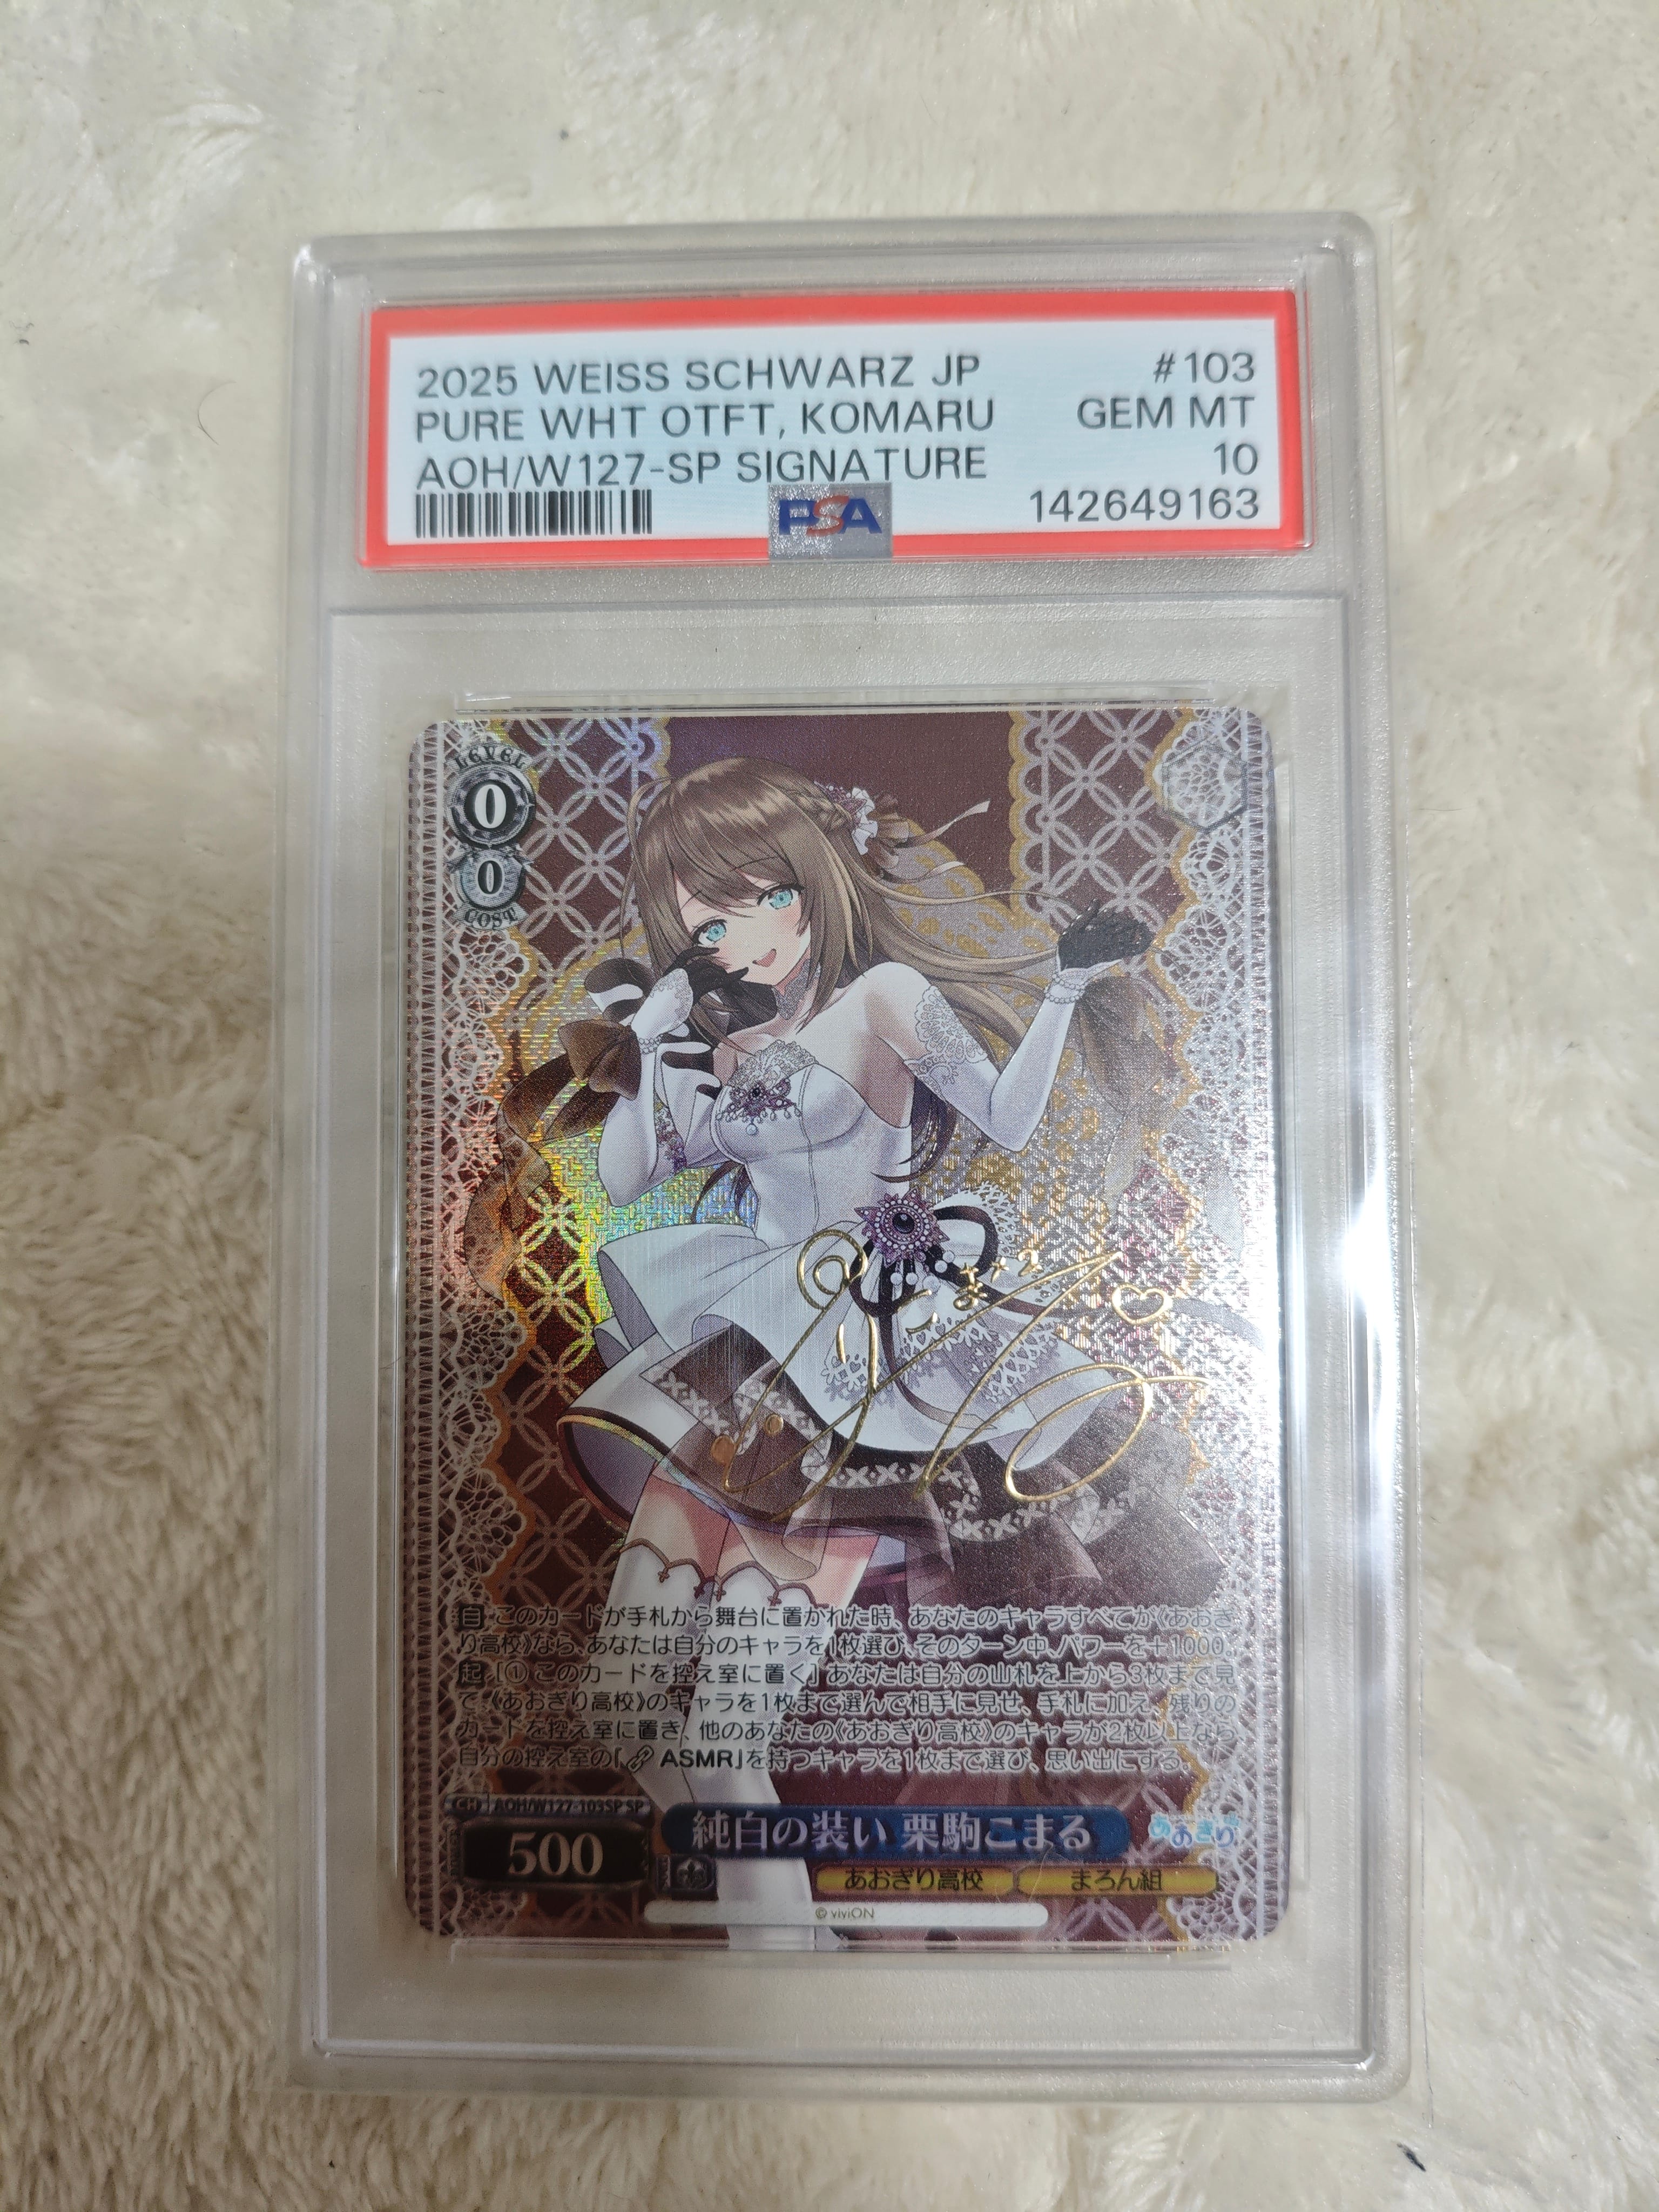 2025 WEISS SCHWARZ JP #103
PURE WHT OTFT, KOMARU GEM MT
AOH/W127-SP SIGNATURE 10
PSA 142649163
LEVEL
0
0
COST
こまる
自 このカードが手札から舞台に置かれた時、あなたのキャラすべてが《あおぎ
り高校》なら、あなたは自分のキャラを1枚選び、そのターン中、パワーを+1000。
起 [① このカードを控え室に置く] あなたは自分の山札を上から3枚まで見
て、《あおぎり高校》のキャラを1枚まで選んで相手に見せ、手札に加え、残りの
カードを控え室に置き、他のあなたの《あおぎり高校》のキャラが2枚以上なら、
自分の控え室の「 ASMR」を持つキャラを1枚まで選び、思い出にする。
CH AOH/W127-103SP SP
500
純白の装い 栗駒こまる
あおぎり
あおぎり高校 まろん組
© viviON